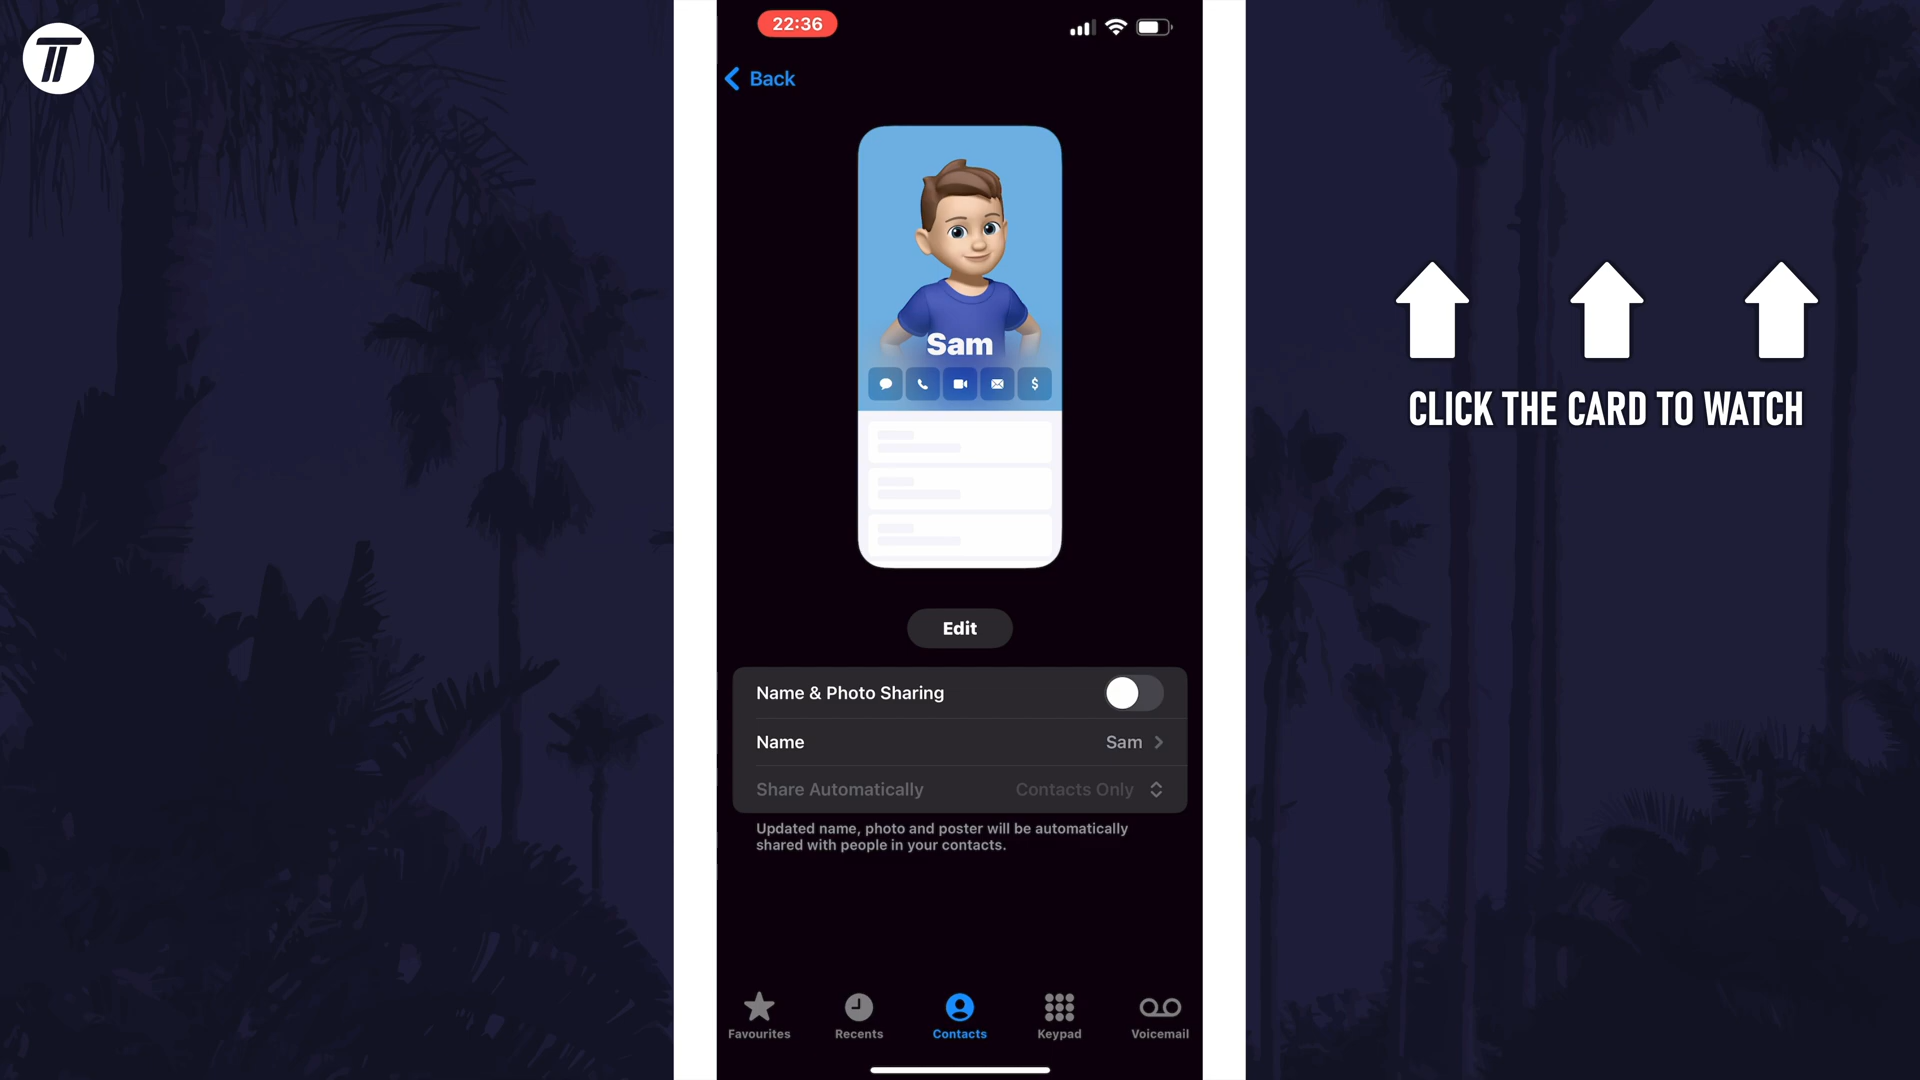 22:36
Back
Sam
$
Edit
Name & Photo Sharing
Name
Sam
Share Automatically
Contacts Only
Updated name, photo and poster will be automatically
shared with people in your contacts.
Favourites
Recents
Contacts
Keypad
Voicemail
CLICK THE CARD TO WATCH